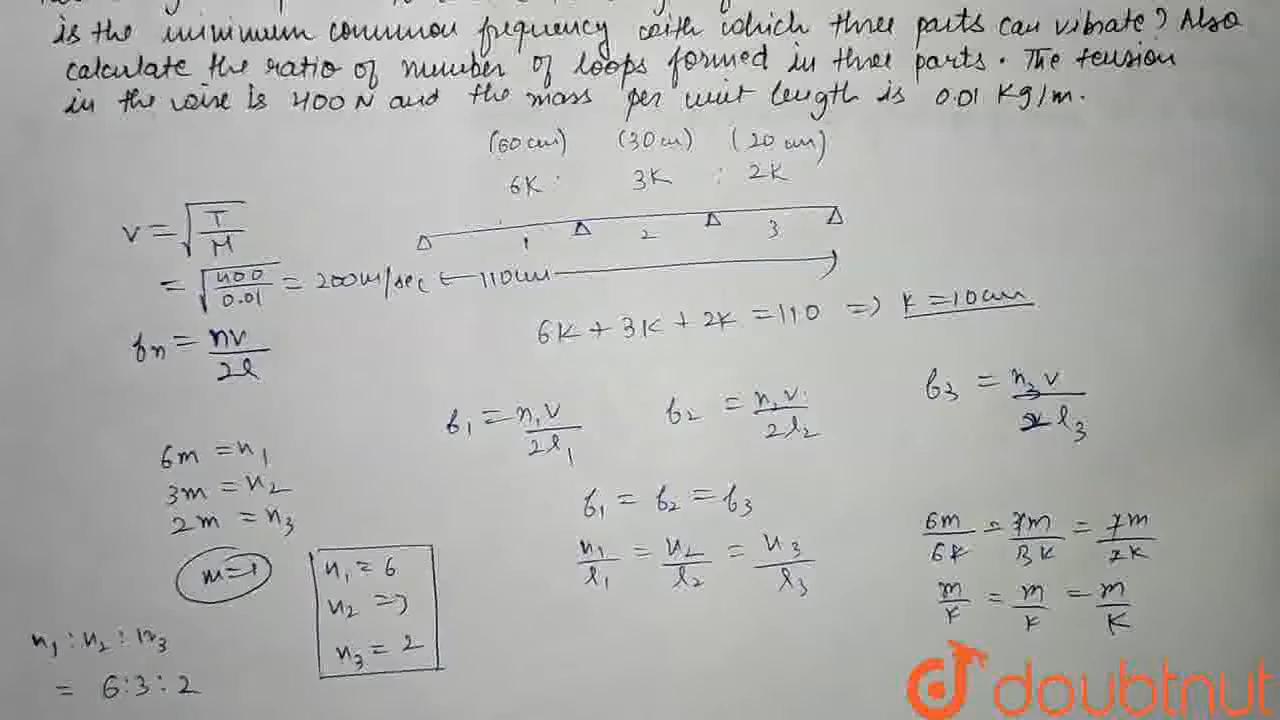 is the minimum common frequency with which three parts can vibrate? Also
calculate the ratio of number of loops formed in three parts. The tension
in the wire is 400 N and the mass per unit length is 0.01 Kg/m.
(60 cm) (30 cm) (20 cm)
6K : 3K : 2K
V = √T/M
1 2 3
= √400/0.01 = 200 m/sec ← 110cm →
6K + 3K + 2K = 110 => K = 10cm
fn = nv/2l
f1 = n1v/2l1 f2 = n2v/2l2 f3 = n3v/2l3
6m = n1
3m = n2
2m = n3
f1 = f2 = f3
n1/l1 = n2/l2 = n3/l3
6m/6k = 3m/3k = 2m/2k
m/k = m/k = m/k
m=1
n1 = 6
n2 = 3
n3 = 2
n1 : n2 : n3
= 6:3:2
doubtnut